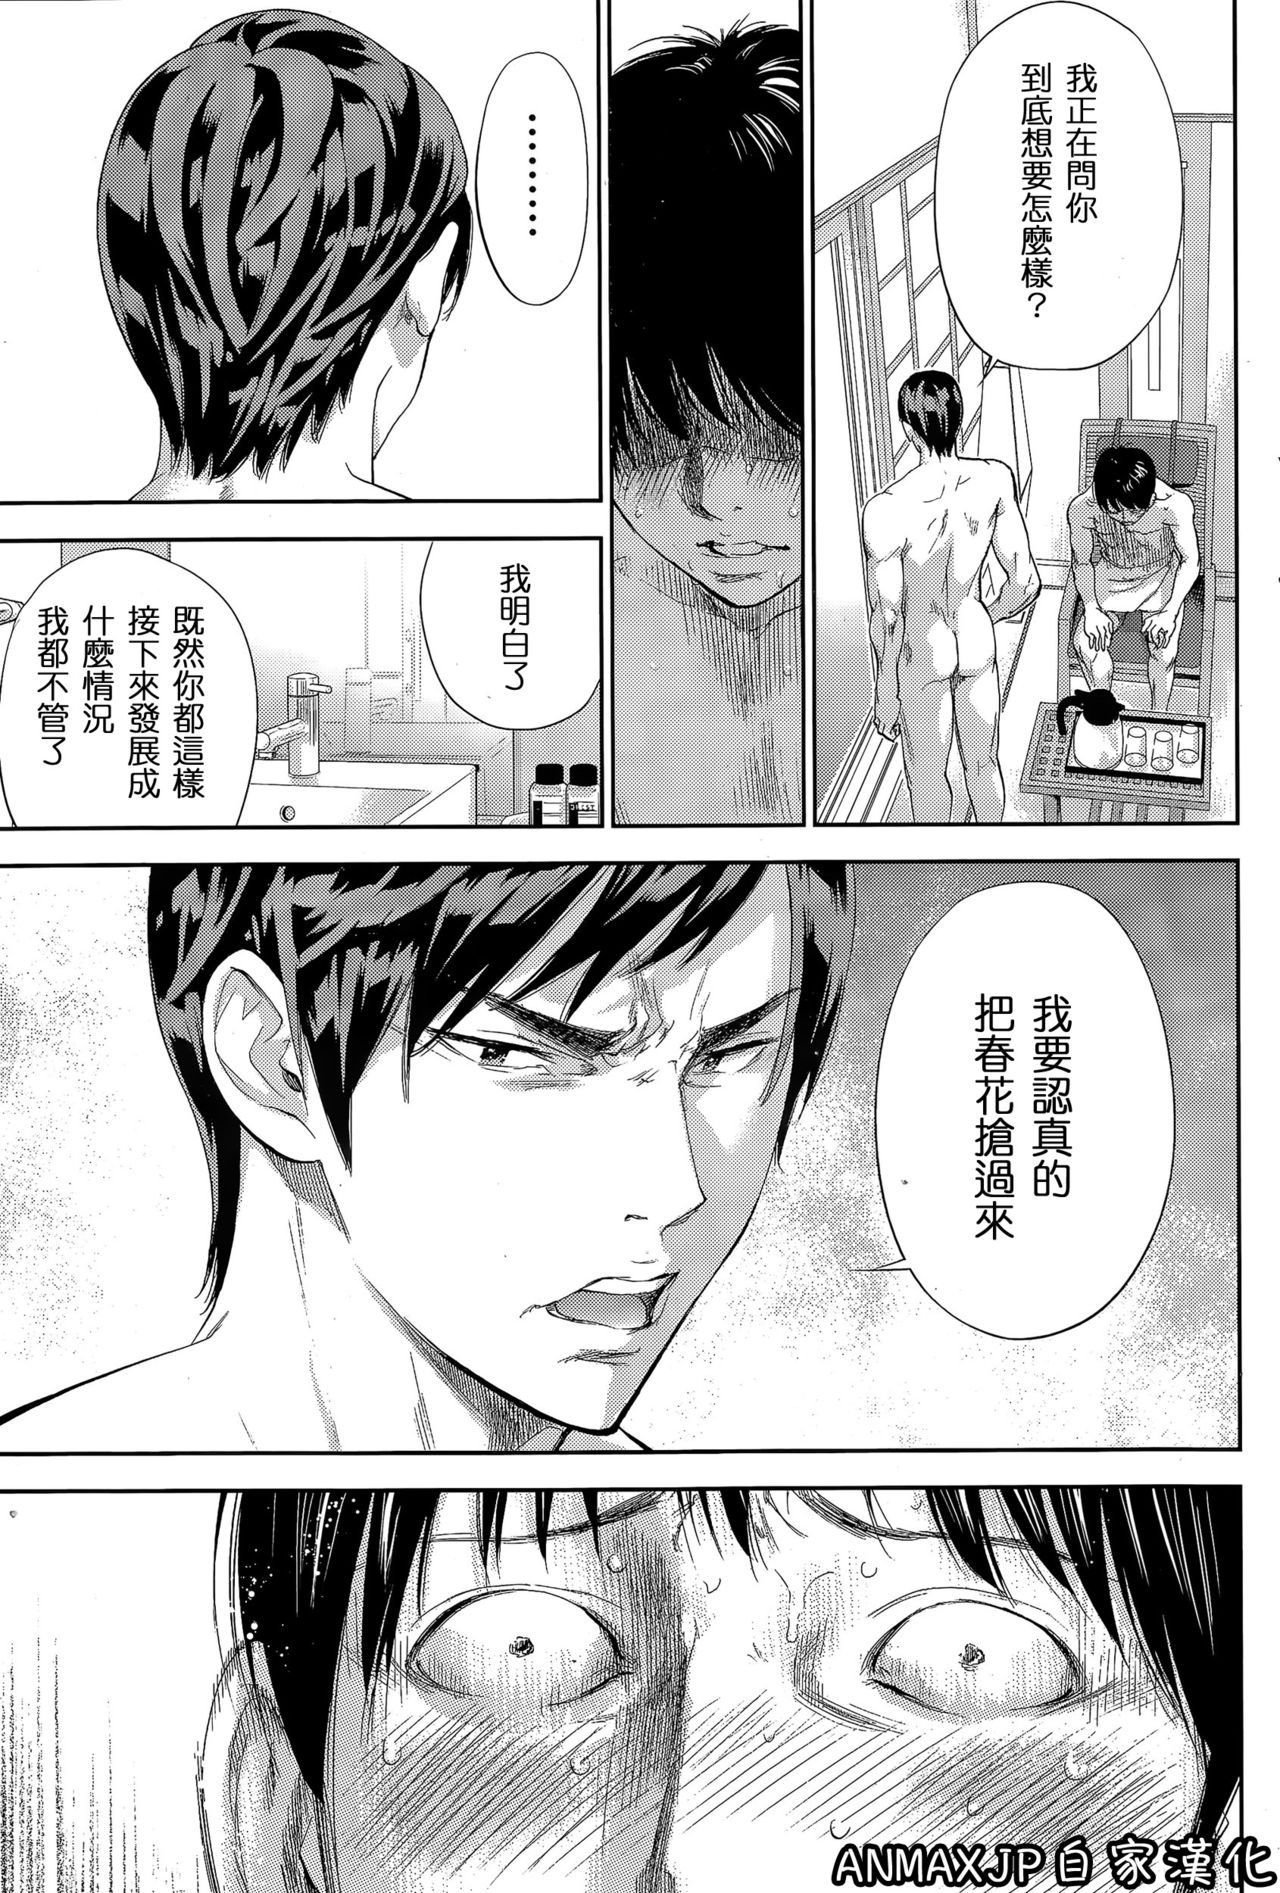 我正在問你
到底想要怎麼樣？
………
我明白了
既然你都這樣
接下來發展成
什麼情況
我都不管了
我要認真的
把春花搶過來
ANMAXJP白家漢化